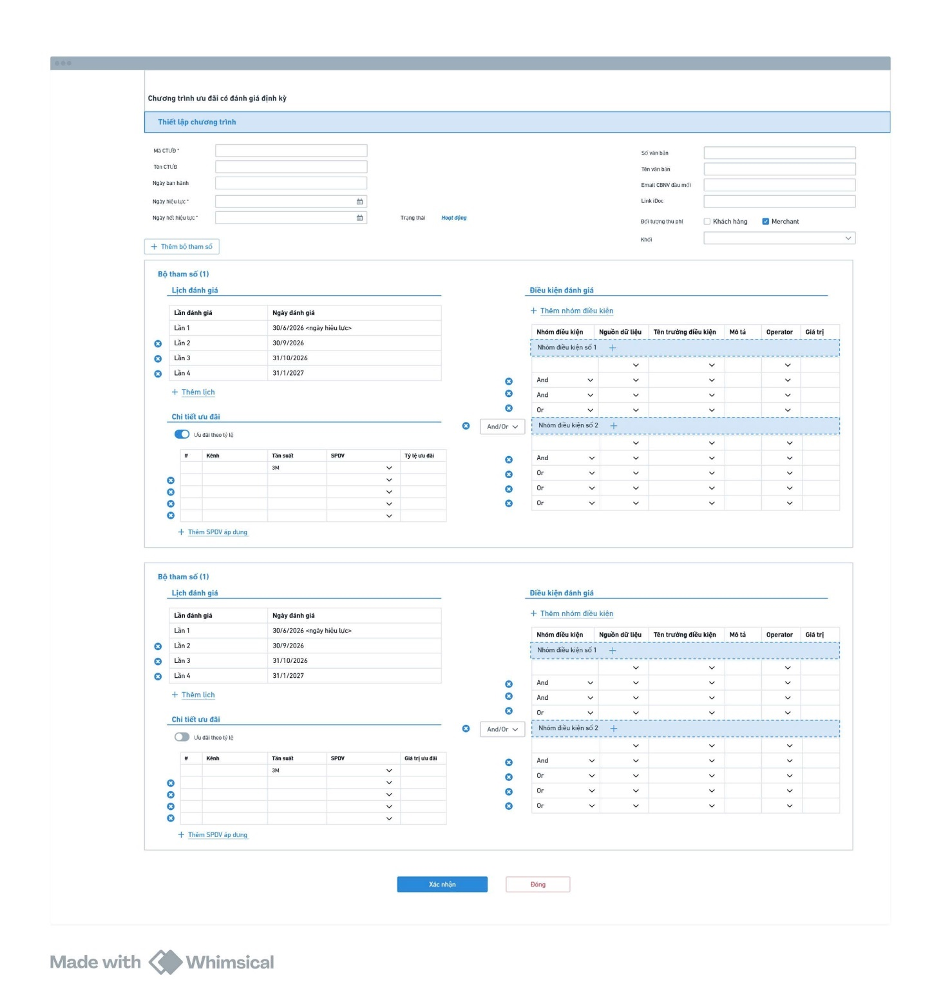 Chương trình ưu đãi có đánh giá định kỳ
Thiết lập chương trình
Mã CTƯĐ *
Tên CTƯĐ
Ngày ban hành
Ngày hiệu lực *
Ngày hết hiệu lực *
Trạng thái Hoạt động
Số văn bản
Tên văn bản
Email CBNV đầu mối
Link iDoc
Đối tượng thu phí Khách hàng Merchant
Khối
+ Thêm bộ tham số
Bộ tham số (1)
Lịch đánh giá
Lần đánh giá Ngày đánh giá
Lần 1 30/6/2026 <ngày hiệu lực>
Lần 2 30/9/2026
Lần 3 31/10/2026
Lần 4 31/1/2027
+ Thêm lịch
Chi tiết ưu đãi
Ưu đãi theo tỷ lệ
# Kênh Tần suất SPDV Tỷ lệ ưu đãi
3M
+ Thêm SPDV áp dụng
Điều kiện đánh giá
+ Thêm nhóm điều kiện
Nhóm điều kiện Nguồn dữ liệu Tên trường điều kiện Mô tả Operator Giá trị
Nhóm điều kiện số 1 +
And
And
Or
And/Or Nhóm điều kiện số 2 +
And
Or
Or
Or
Bộ tham số (1)
Lịch đánh giá
Lần đánh giá Ngày đánh giá
Lần 1 30/6/2026 <ngày hiệu lực>
Lần 2 30/9/2026
Lần 3 31/10/2026
Lần 4 31/1/2027
+ Thêm lịch
Chi tiết ưu đãi
Ưu đãi theo tỷ lệ
# Kênh Tần suất SPDV Giá trị ưu đãi
3M
+ Thêm SPDV áp dụng
Điều kiện đánh giá
+ Thêm nhóm điều kiện
Nhóm điều kiện Nguồn dữ liệu Tên trường điều kiện Mô tả Operator Giá trị
Nhóm điều kiện số 1 +
And
And
Or
And/Or Nhóm điều kiện số 2 +
And
Or
Or
Or
Xác nhận Đóng
Made with Whimsical